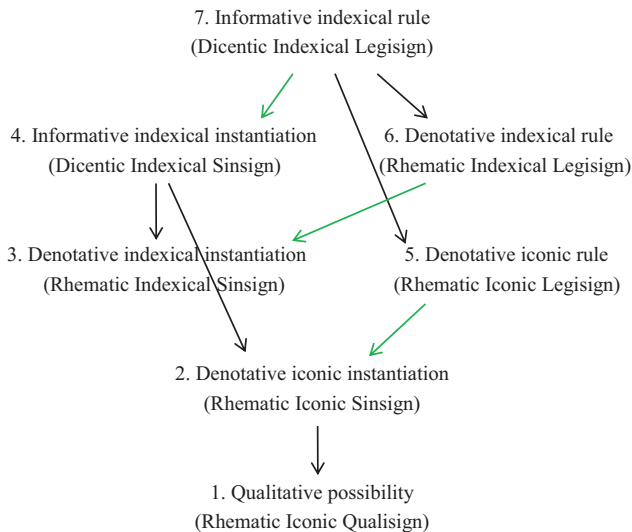 7. Informative indexical rule
(Dicentic Indexical Legisign)
4. Informative indexical instantiation
(Dicentic Indexical Sinsign)
6. Denotative indexical rule
(Rhematic Indexical Legisign)
3. Denotative indexical instantiation
(Rhematic Indexical Sinsign)
5. Denotative iconic rule
(Rhematic Iconic Legisign)
2. Denotative iconic instantiation
(Rhematic Iconic Sinsign)
1. Qualitative possibility
(Rhematic Iconic Qualisign)